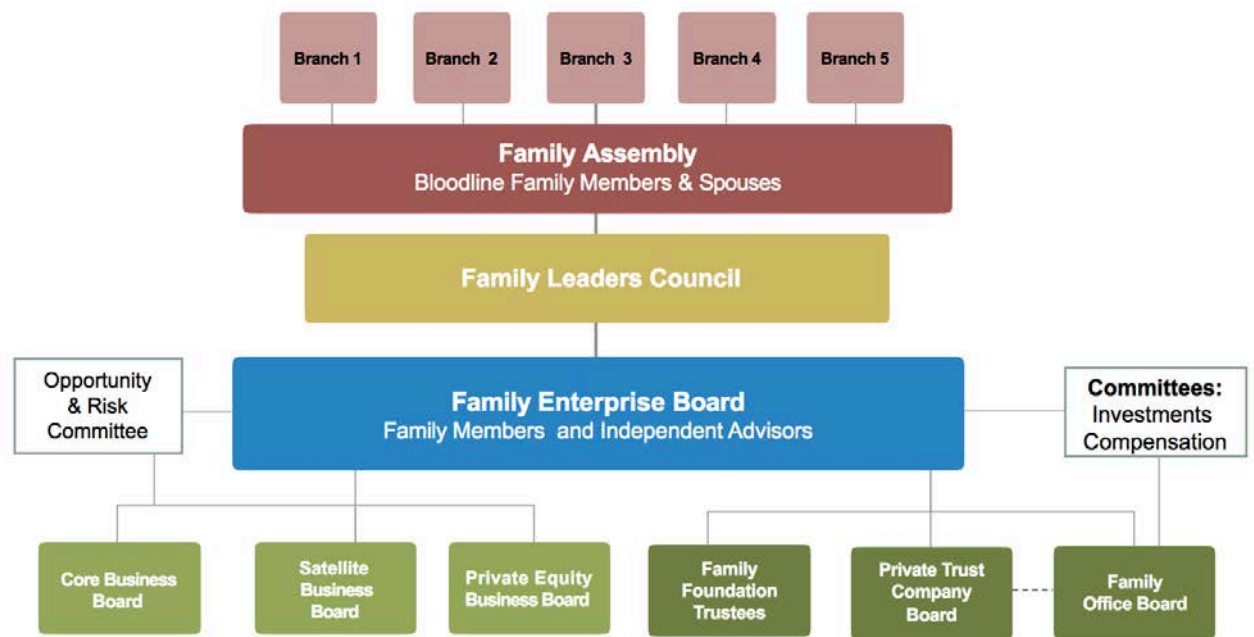 Branch 1
Branch 2
Branch 3
Branch 4
Branch 5
Family Assembly
Bloodline Family Members & Spouses
Family Leaders Council
Opportunity
& Risk
Committee
Family Enterprise Board
Family Members and Independent Advisors
Committees:
Investments
Compensation
Core Business
Board
Satellite
Business
Board
Private Equity
Business Board
Family
Foundation
Trustees
Private Trust
Company
Board
Family
Office Board